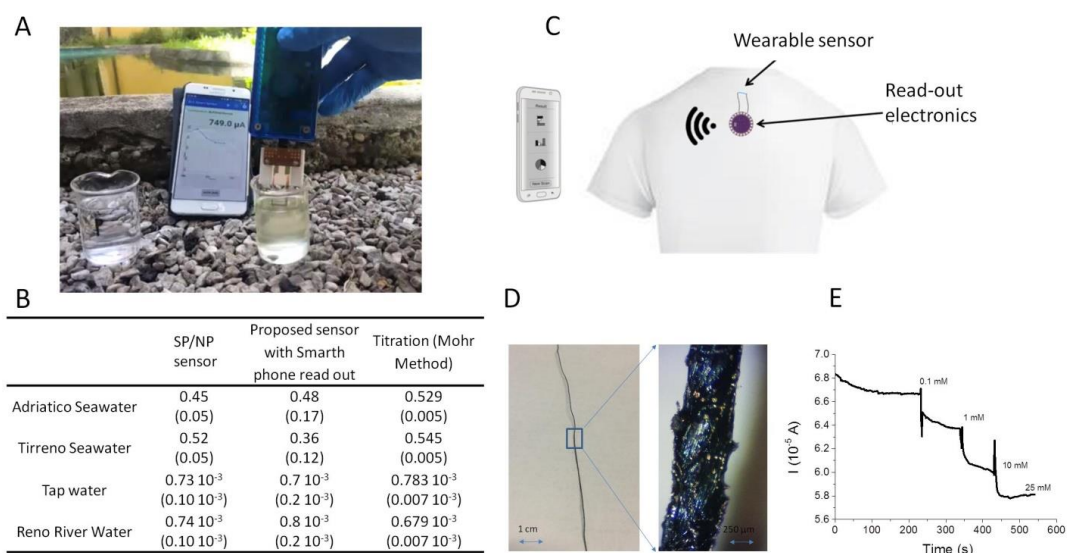 A
749.0 µA
B
SP/NP
sensor
Proposed sensor
with Smarth
phone read out
Titration (Mohr
Method)
Adriatico Seawater
0.45
(0.05)
0.48
(0.17)
0.529
(0.005)
Tirreno Seawater
0.52
(0.05)
0.36
(0.12)
0.545
(0.005)
Tap water
0.73 10-3
(0.10 10-3)
0.7 10-3
(0.2 10-3)
0.783 10-3
(0.007 10-3)
Reno River Water
0.74 10-3
(0.10 10-3)
0.8 10-3
(0.2 10-3)
0.679 10-3
(0.007 10-3)
C
Wearable sensor
Read-out
electronics
D
1 cm
250 µm
E
I (10-5 A)
7.0
6.8
6.6
6.4
6.2
6.0
5.8
5.6
0.1 mM
1 mM
10 mM
25 mM
0
100
200
300
400
500
600
Time (s)